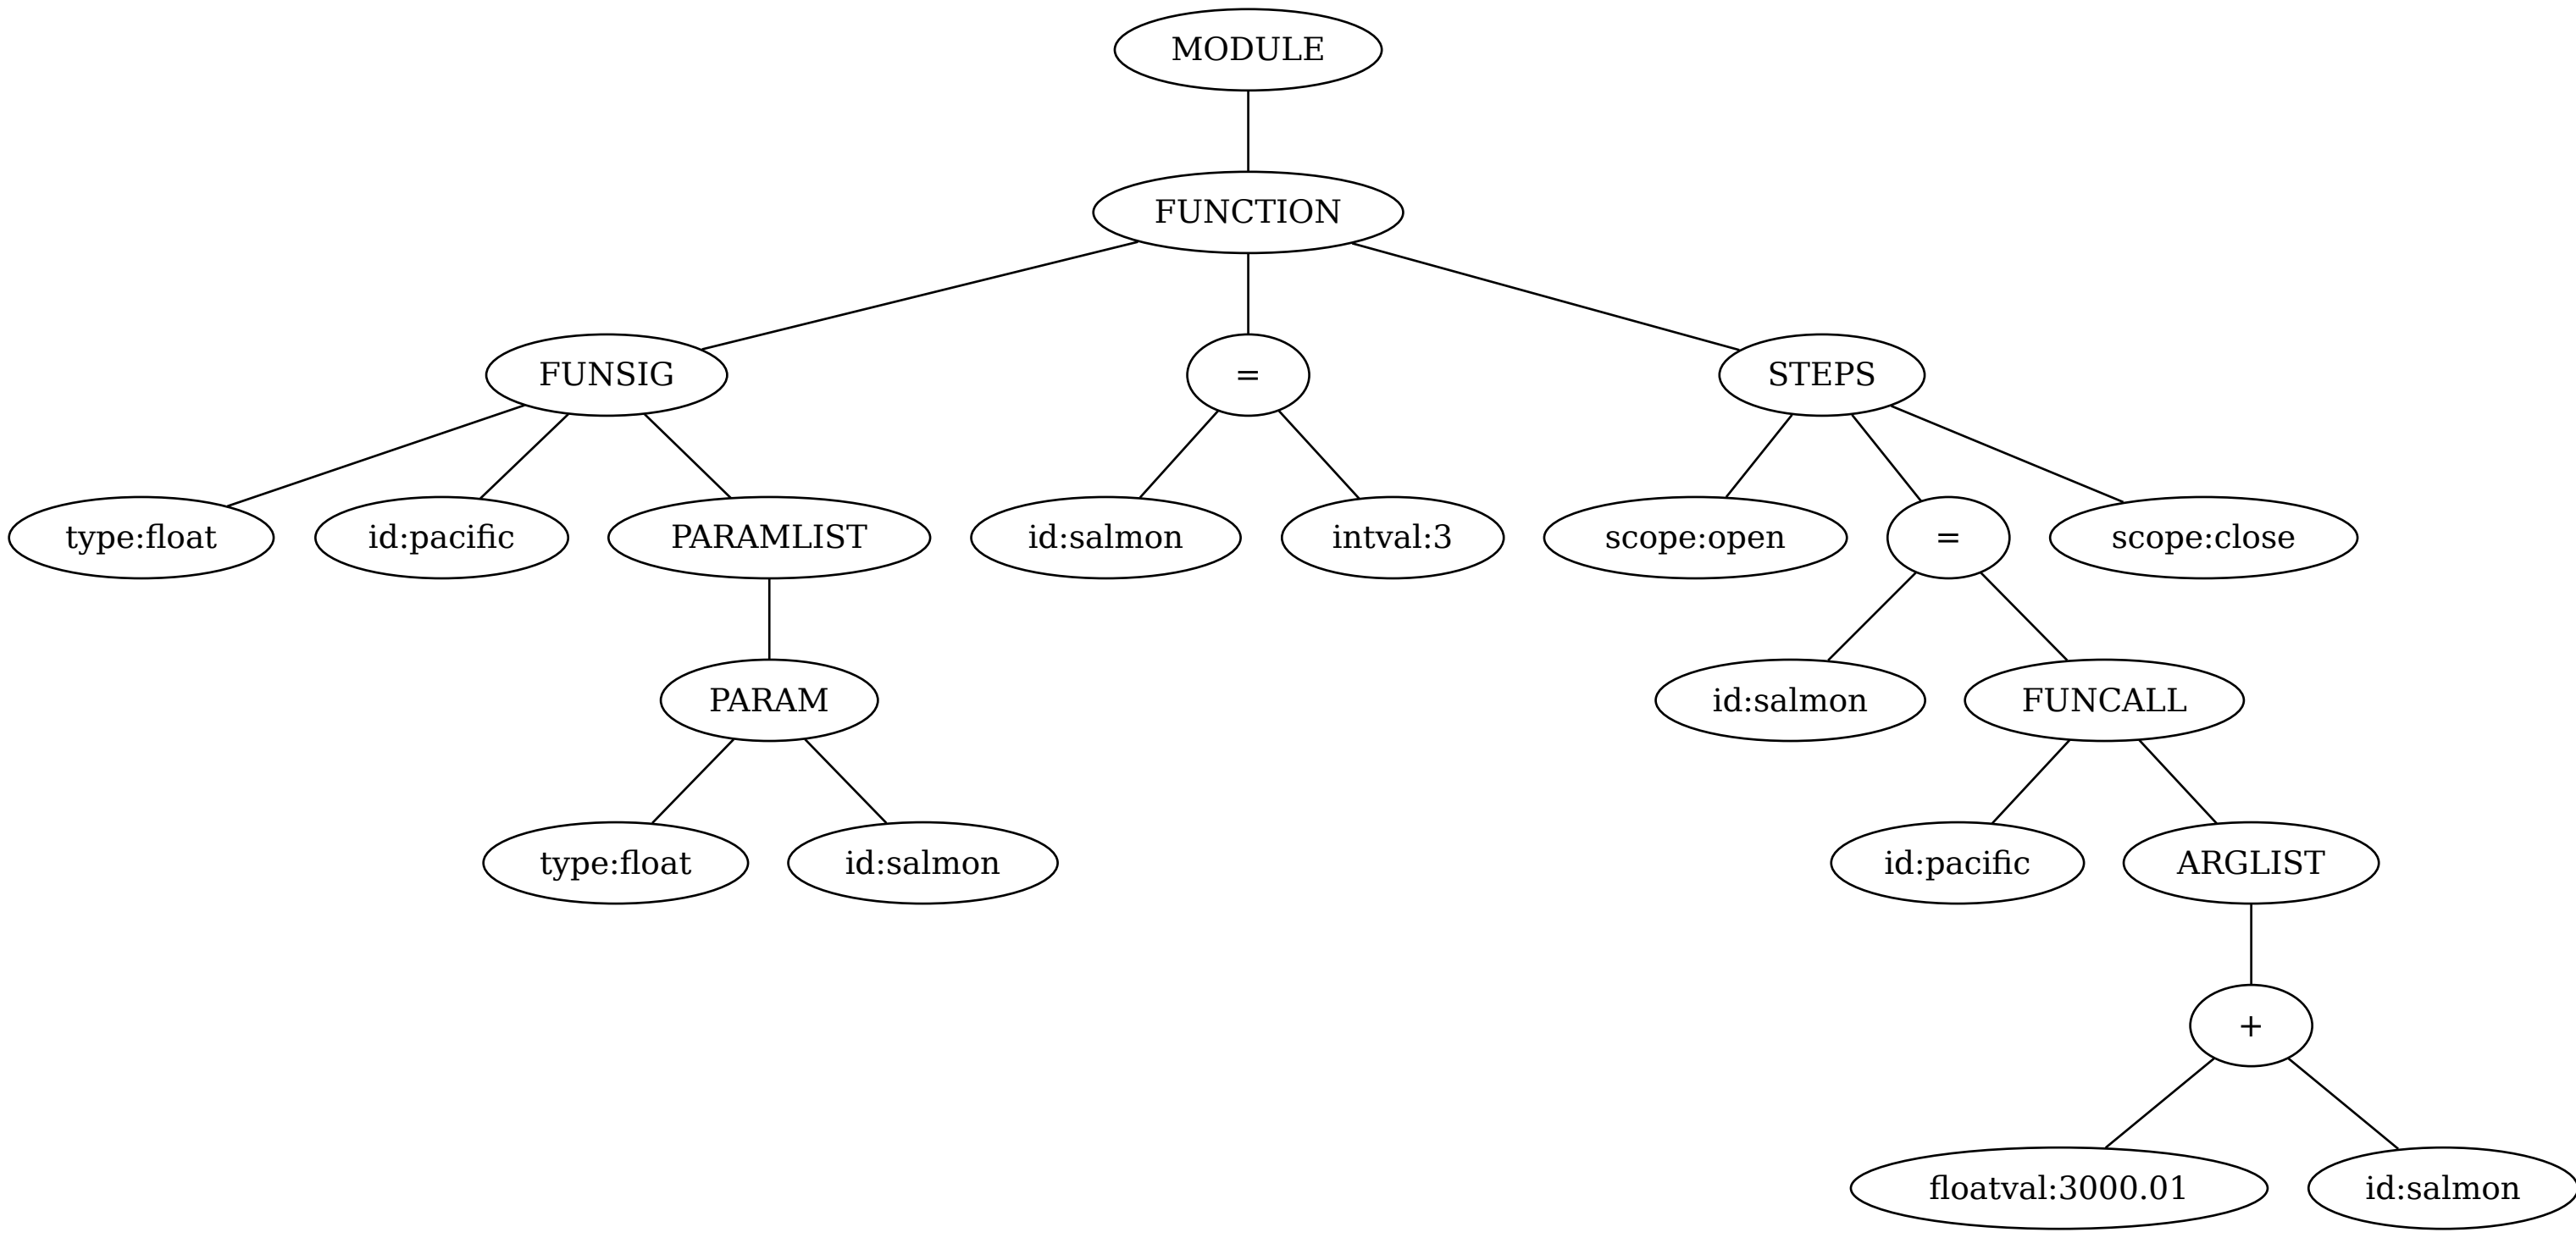 MODULE
FUNCTION
FUNSIG
=
STEPS
type:float
id:pacific
PARAMLIST
id:salmon
intval:3
scope:open
=
scope:close
PARAM
id:salmon
FUNCALL
type:float
id:salmon
id:pacific
ARGLIST
+
floatval:3000.01
id:salmon